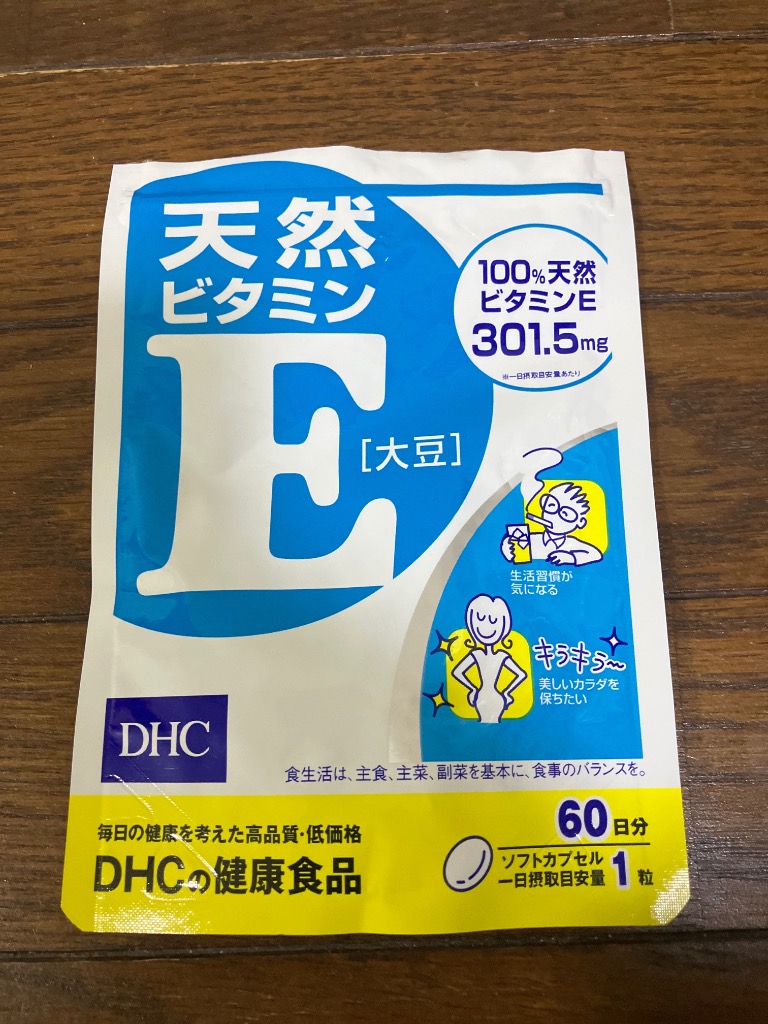 天然
ビタミン
E
[大豆]
100%天然
ビタミンE
301.5mg
※一日摂取目安量あたり
生活習慣が
気になる
キラキラ〜
美しいカラダを
保ちたい
DHC
食生活は、主食、主菜、副菜を基本に、食事のバランスを。
毎日の健康を考えた高品質・低価格
DHCの健康食品
60日分
ソフトカプセル
一日摂取目安量 1粒